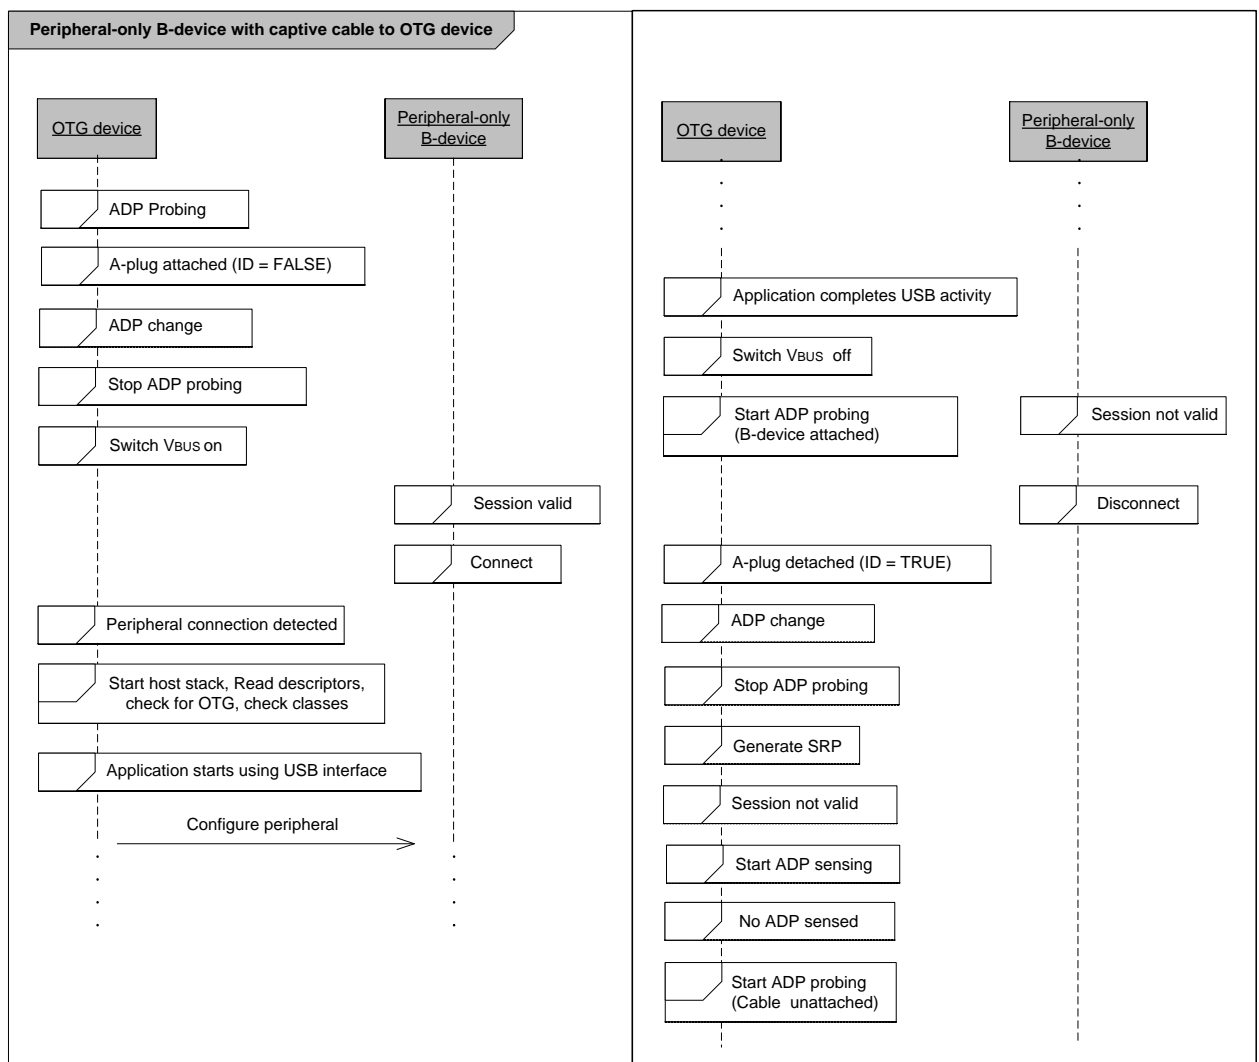 Peripheral-only B-device with captive cable to OTG device
OTG device
Peripheral-only
B-device
ADP Probing
A-plug attached (ID = FALSE)
ADP change
Stop ADP probing
Switch VBUS on
Session valid
Connect
Peripheral connection detected
Start host stack, Read descriptors,
check for OTG, check classes
Application starts using USB interface
Configure peripheral
OTG device
Peripheral-only
B-device
Application completes USB activity
Switch VBUS off
Start ADP probing
(B-device attached)
Session not valid
Disconnect
A-plug detached (ID = TRUE)
ADP change
Stop ADP probing
Generate SRP
Session not valid
Start ADP sensing
No ADP sensed
Start ADP probing
(Cable unattached)